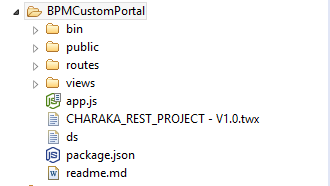 BPMCustomPortal
bin
public
routes
views
app.js
CHARAKA_REST_PROJECT - V1.0.twx
ds
package.json
readme.md